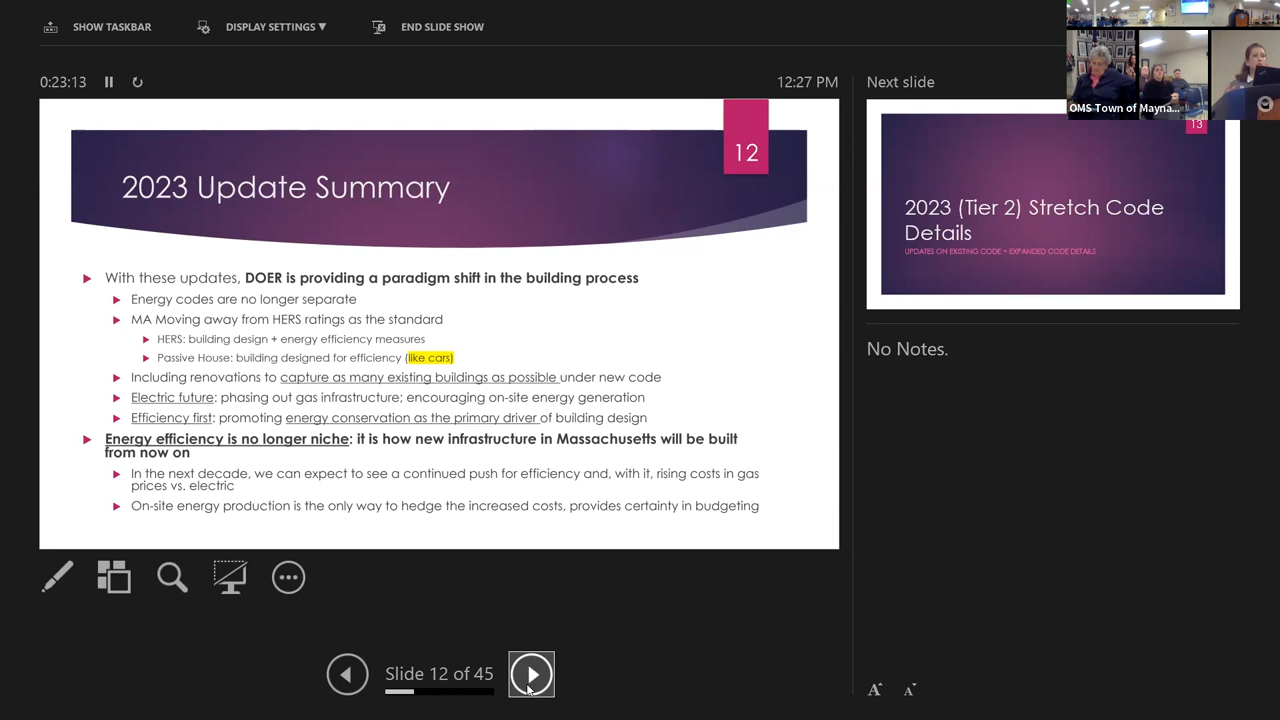 SHOW TASKBAR
DISPLAY SETTINGS ▼
END SLIDE SHOW
0:23:13
12:27 PM
12
2023 Update Summary
With these updates, DOER is providing a paradigm shift in the building process
Energy codes are no longer separate
MA Moving away from HERS ratings as the standard
HERS: building design + energy efficiency measures
Passive House: building designed for efficiency (like cars)
Including renovations to capture as many existing buildings as possible under new code
Electric future: phasing out gas infrastructure; encouraging on-site energy generation
Efficiency first: promoting energy conservation as the primary driver of building design
Energy efficiency is no longer niche: it is how new infrastructure in Massachusetts will be built
from now on
In the next decade, we can expect to see a continued push for efficiency and, with it, rising costs in gas
prices vs. electric
On-site energy production is the only way to hedge the increased costs, provides certainty in budgeting
Slide 12 of 45
Next slide
OMS Town of Mayna...
13
2023 (Tier 2) Stretch Code
Details
UPDATES ON EXISTING CODE + EXPANDED CODE DETAILS
No Notes.
A A